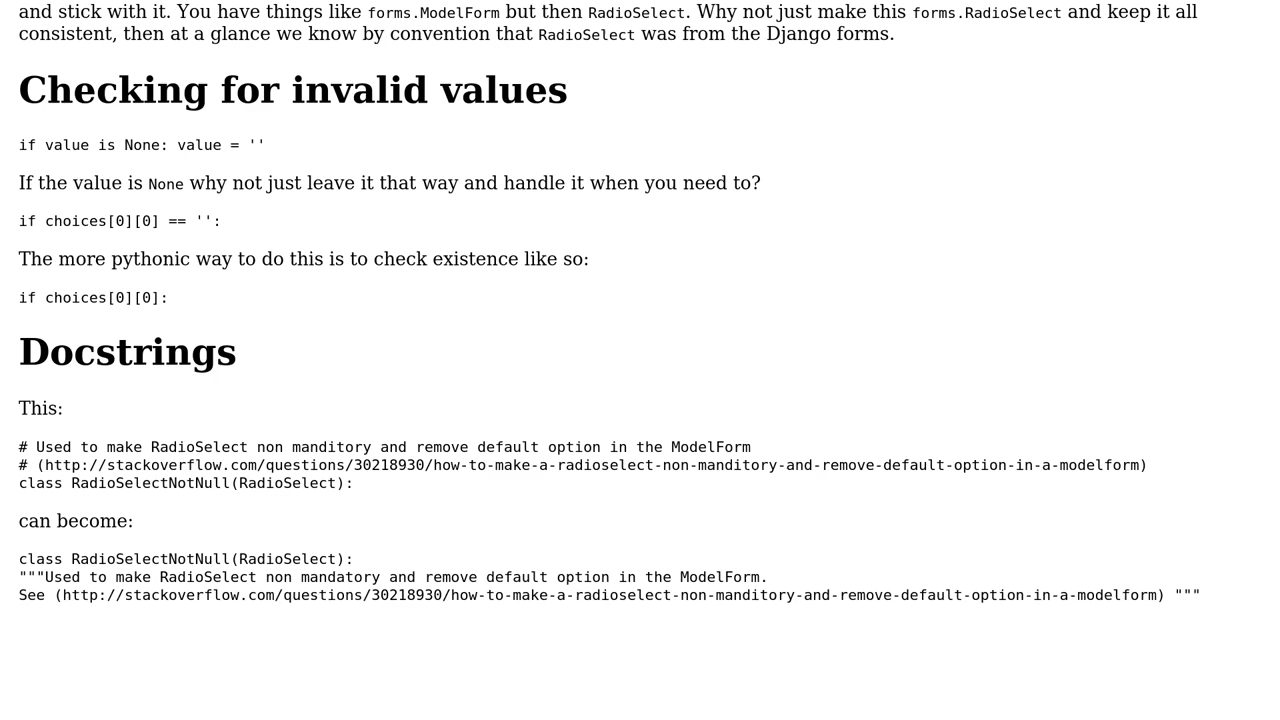 and stick with it. You have things like forms.ModelForm but then RadioSelect. Why not just make this forms.RadioSelect and keep it all
consistent, then at a glance we know by convention that RadioSelect was from the Django forms.
Checking for invalid values
if value is None: value = ''
If the value is None why not just leave it that way and handle it when you need to?
if choices[0][0] == '':
The more pythonic way to do this is to check existence like so:
if choices[0][0]:
Docstrings
This:
# Used to make RadioSelect non manditory and remove default option in the ModelForm
# (http://stackoverflow.com/questions/30218930/how-to-make-a-radioselect-non-manditory-and-remove-default-option-in-a-modelform)
class RadioSelectNotNull(RadioSelect):
can become:
class RadioSelectNotNull(RadioSelect):
"""Used to make RadioSelect non mandatory and remove default option in the ModelForm.
See (http://stackoverflow.com/questions/30218930/how-to-make-a-radioselect-non-manditory-and-remove-default-option-in-a-modelform) """